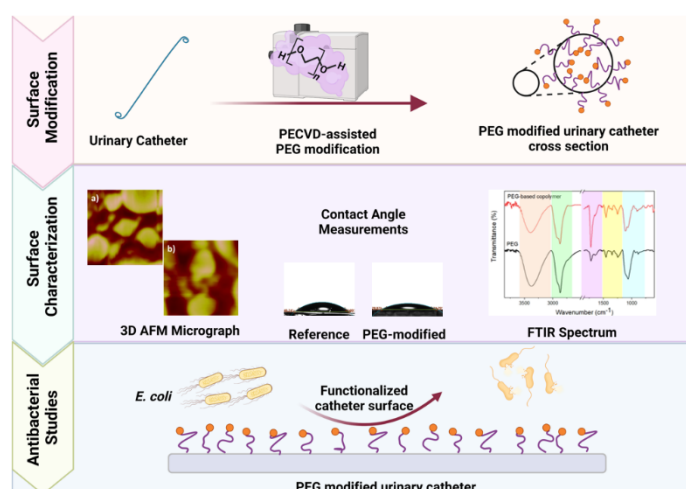 Surface
Modification
H
O
O
H
n
Urinary Catheter
PECVD-assisted
PEG modification
PEG modified urinary catheter
cross section
Surface
Characterization
a)
b)
3D AFM Micrograph
Contact Angle
Measurements
Reference
PEG-modified
Transmittance (%)
PEG-based copolymer
PEG
3500
3000
1500
1000
Wavenumber (cm⁻¹)
FTIR Spectrum
Antibacterial
Studies
E. coli
Functionalized
catheter surface
PEG modified urinary catheter